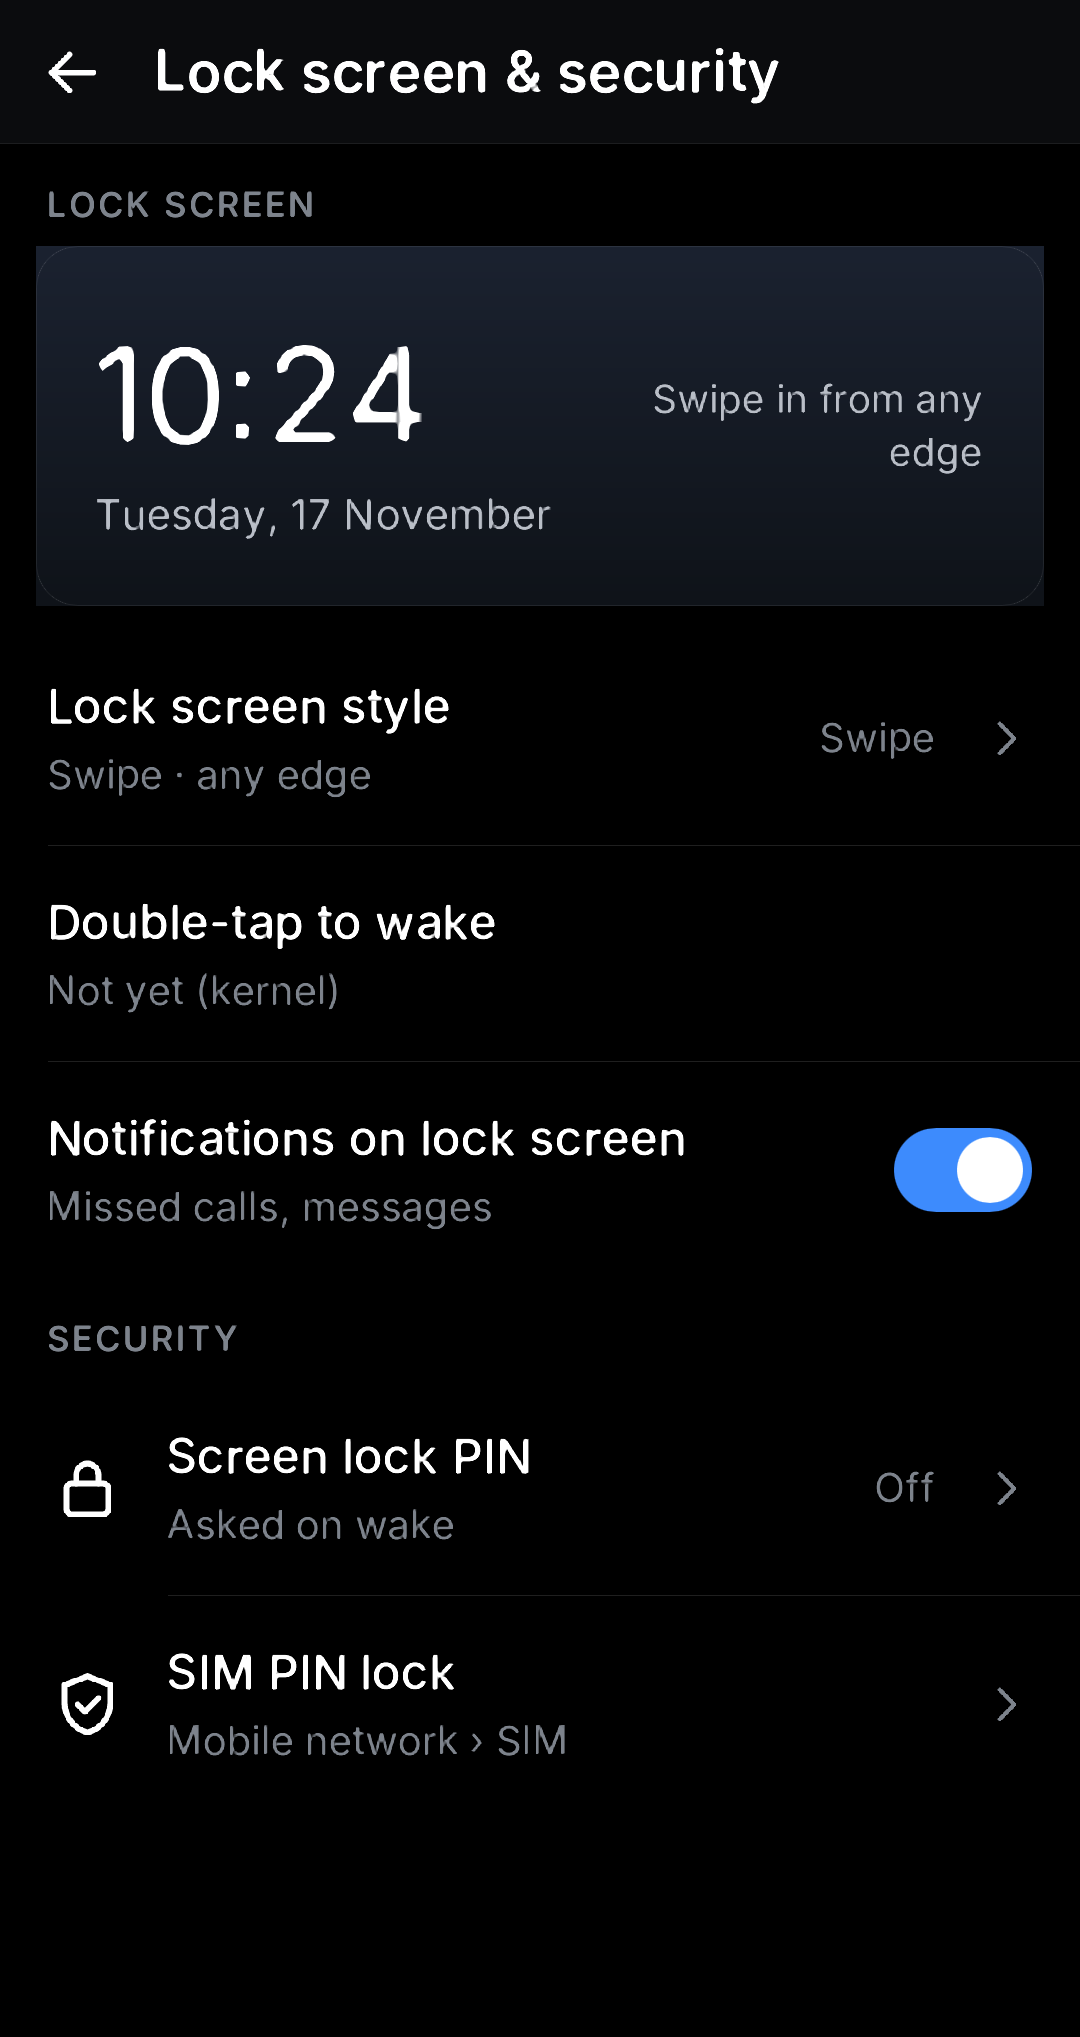 Lock screen & security
LOCK SCREEN
10:24
Swipe in from any
edge
Tuesday, 17 November
Lock screen style
Swipe
Swipe · any edge
Double-tap to wake
Not yet (kernel)
Notifications on lock screen
Missed calls, messages
SECURITY
Screen lock PIN
Off
Asked on wake
SIM PIN lock
Mobile network › SIM